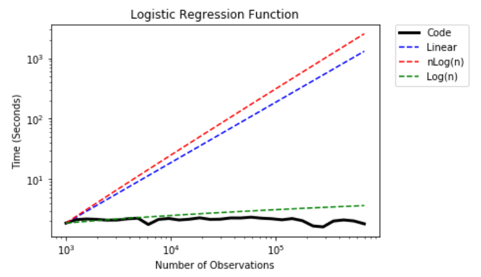 Logistic Regression Function
Time (Seconds)
10³
10²
10¹
10³
10⁴
10⁵
Number of Observations
Code
Linear
nLog(n)
Log(n)